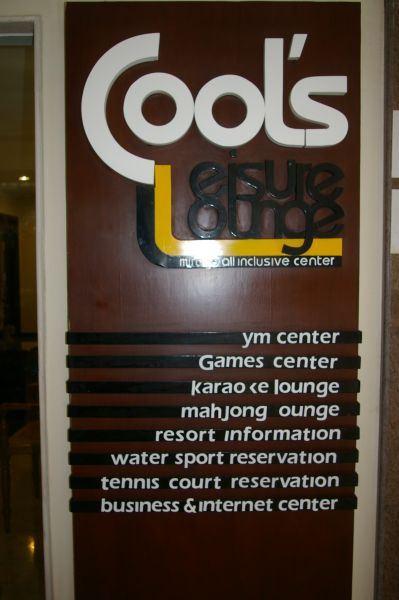 Cool's
Leisure
Lounge
all inclusive center
ym center
Games center
karao<e lounge
mahjong ounge
resort information
water sport reservation
tennis court reservation
business & internet center